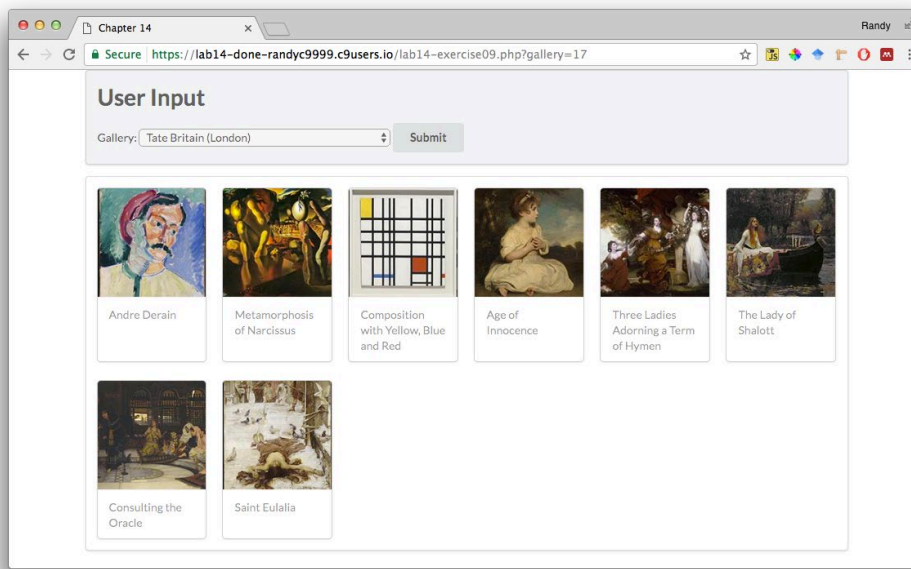 Chapter 14
Randy
Secure https://lab14-done-randyc9999.c9users.io/lab14-exercise09.php?gallery=17
JS
User Input
Gallery: Tate Britain (London) Submit
Andre Derain
Metamorphosis
of Narcissus
Composition
with Yellow, Blue
and Red
Age of
Innocence
Three Ladies
Adorning a Term
of Hymen
The Lady of
Shalott
Consulting the
Oracle
Saint Eulalia